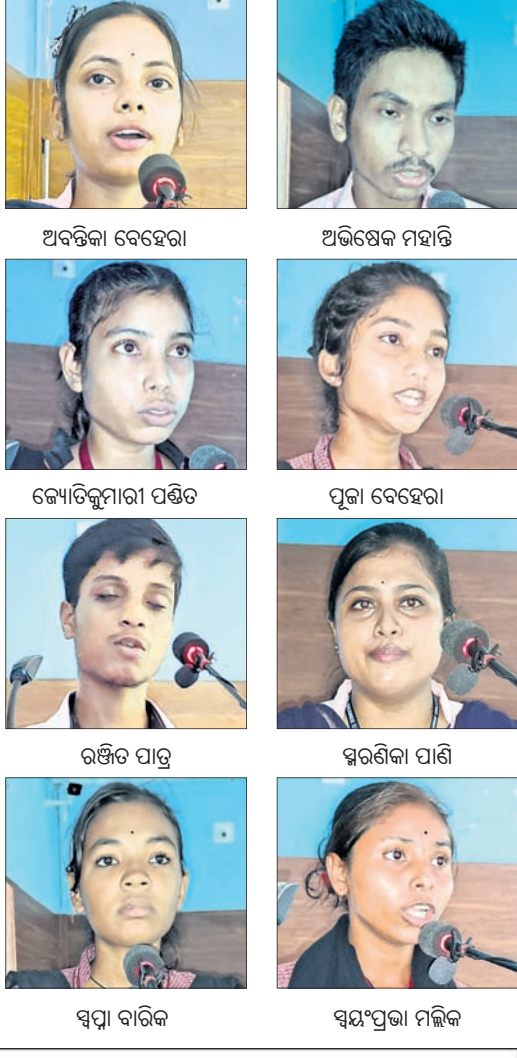 ଅବନ୍ତିକା ବେହେରା
ଅଭିଷେକ ମହାନ୍ତି
ଜ୍ୟୋତିକୁମାରୀ ପଣ୍ଡିତ
ପୂଜା ବେହେରା
ରଞ୍ଜିତ ପାତ୍ର
ସ୍ମରଣିକା ପାଣି
ସ୍ୱପ୍ନା ବାରିକ
ସ୍ୱୟଂପ୍ରଭା ମଲ୍ଲିକ